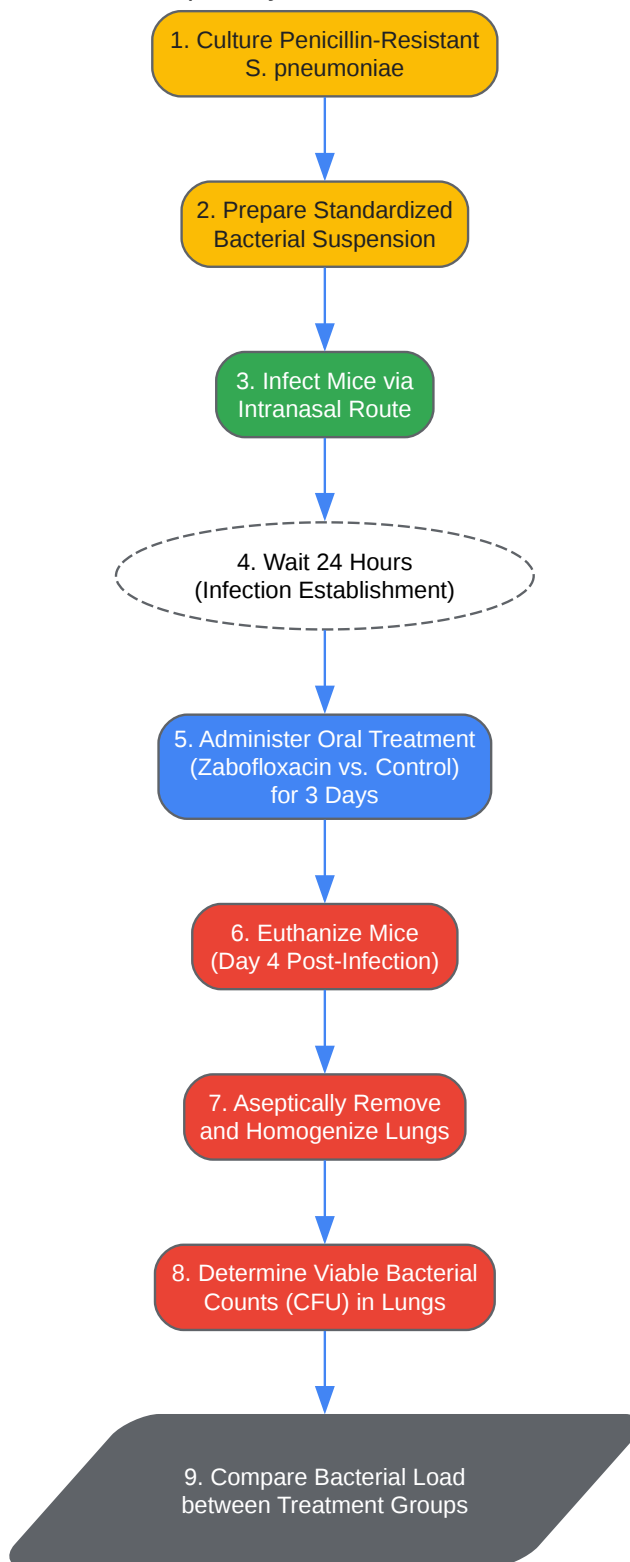 1. Culture Penicillin-Resistant
S. pneumoniae
2. Prepare Standardized
Bacterial Suspension
3. Infect Mice via
Intranasal Route
4. Wait 24 Hours
(Infection Establishment)
5. Administer Oral Treatment
(Zabofloxacin vs. Control)
for 3 Days
6. Euthanize Mice
(Day 4 Post-Infection)
7. Aseptically Remove
and Homogenize Lungs
8. Determine Viable Bacterial
Counts (CFU) in Lungs
9. Compare Bacterial Load
between Treatment Groups